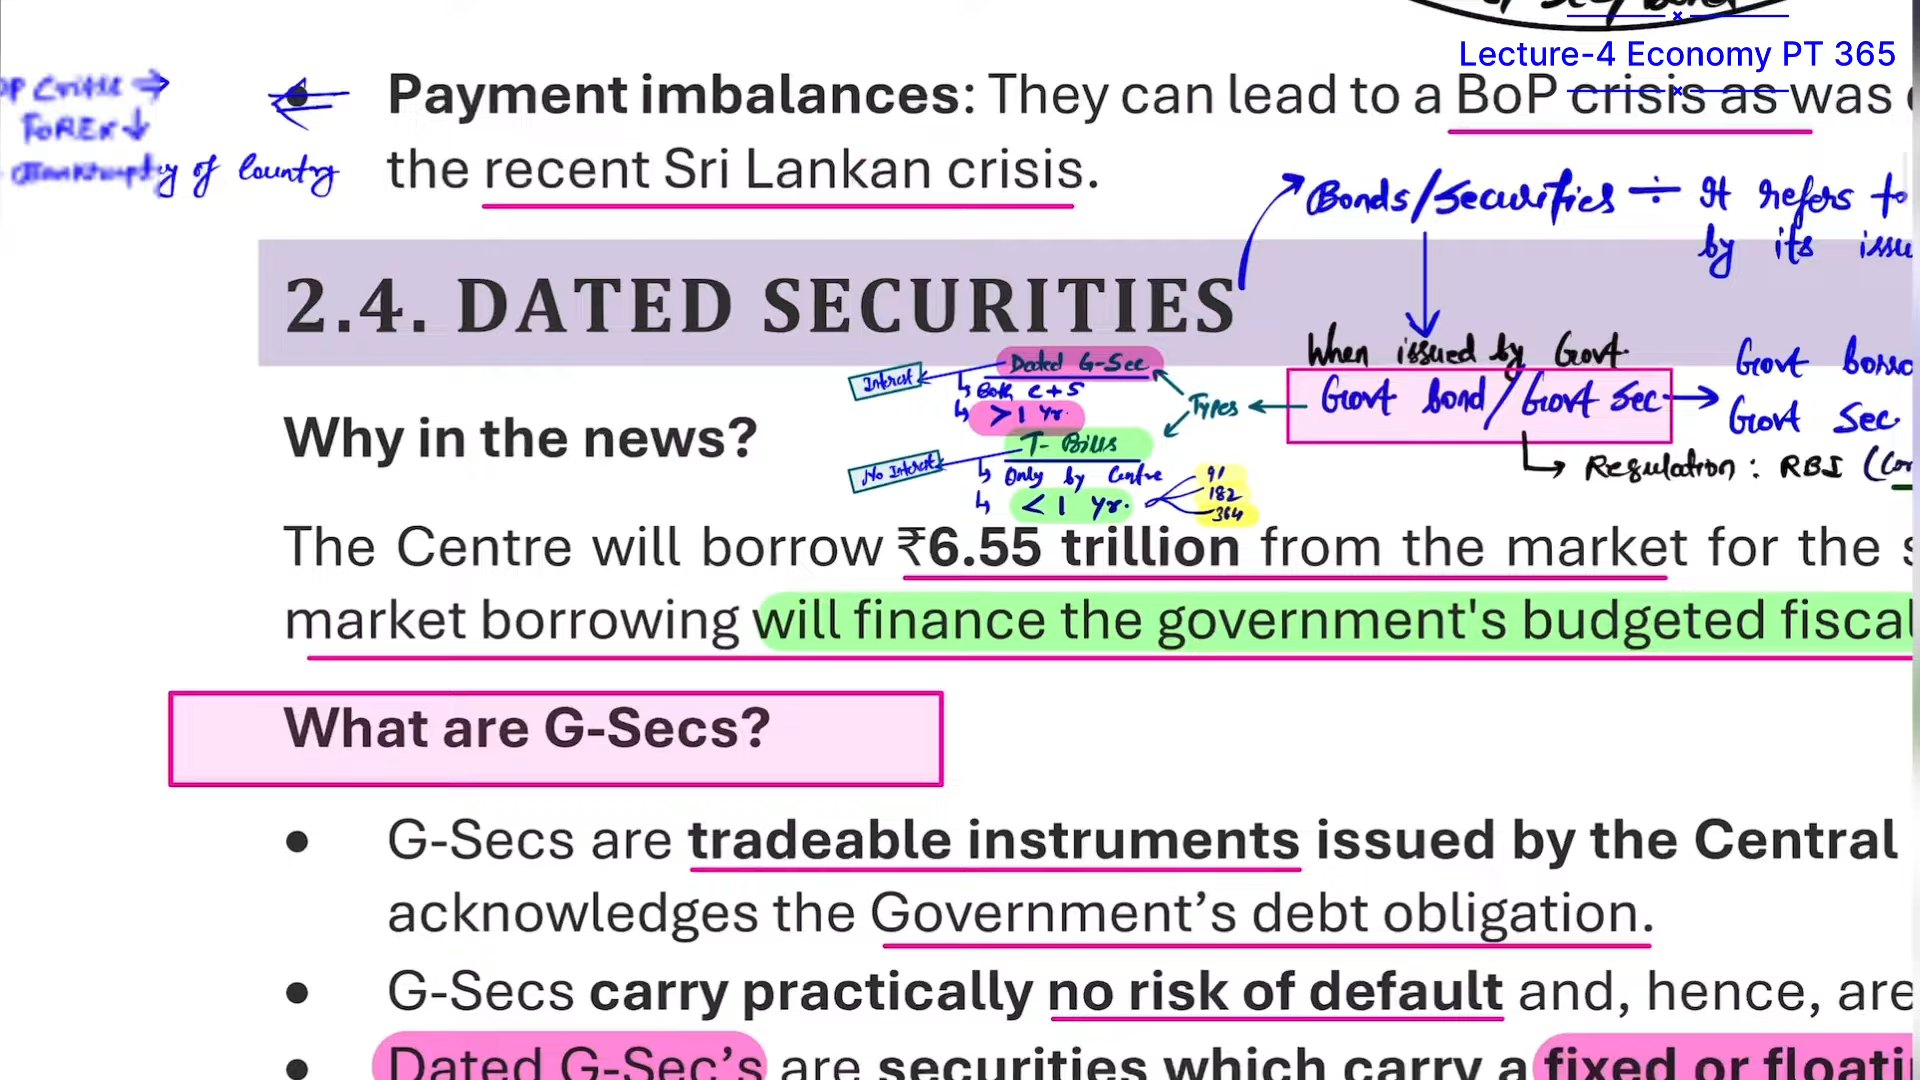 Lecture-4 Economy PT 365
Payment imbalances: They can lead to a BoP crisis as was
the recent Sri Lankan crisis.
OP Crisis →
FOREX ↓
Bankruptcy of Country
Bonds/Securities ÷ It refers to
by its issu
2.4. DATED SECURITIES
When issued by Govt
Govt bond/Govt Sec
Govt borro
Govt Sec
Regulation: RBI (Co
Types
Dated G-Sec
Interest
Both C+S
>1 Yr.
T-Bills
No Interest
Only by Centre
<1 Yr.
91
182
364
Why in the news?
The Centre will borrow ₹6.55 trillion from the market for the s
market borrowing will finance the government's budgeted fiscal
What are G-Secs?
• G-Secs are tradeable instruments issued by the Central
acknowledges the Government’s debt obligation.
• G-Secs carry practically no risk of default and, hence, are
• Dated G-Sec’s are securities which carry a fixed or floati